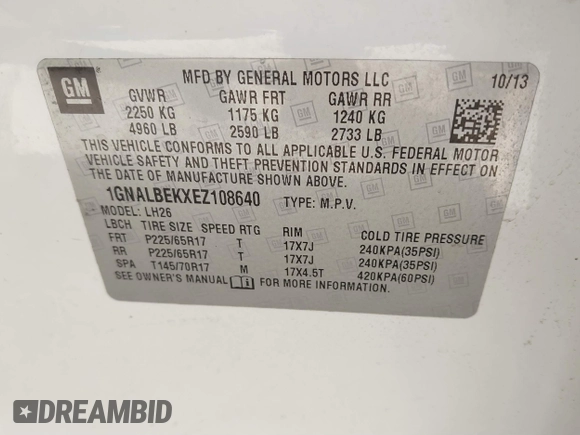 GM
MFD BY GENERAL MOTORS LLC 10/13
GVWR GAWR FRT GAWR RR
2250 KG 1175 KG 1240 KG
4960 LB 2590 LB 2733 LB
THIS VEHICLE CONFORMS TO ALL APPLICABLE U.S. FEDERAL MOTOR
VEHICLE SAFETY AND THEFT PREVENTION STANDARDS IN EFFECT ON
THE DATE OF MANUFACTURE SHOWN ABOVE.
1GNALBEKXEZ108640 TYPE: M.P.V.
MODEL: LH26
LBCH TIRE SIZE SPEED RTG RIM COLD TIRE PRESSURE
FRT P225/65R17 T 17X7J 240KPA(35PSI)
RR P225/65R17 T 17X7J 240KPA(35PSI)
SPA T145/70R17 M 17X4.5T 420KPA(60PSI)
SEE OWNER'S MANUAL FOR MORE INFORMATION.
DREAMBID